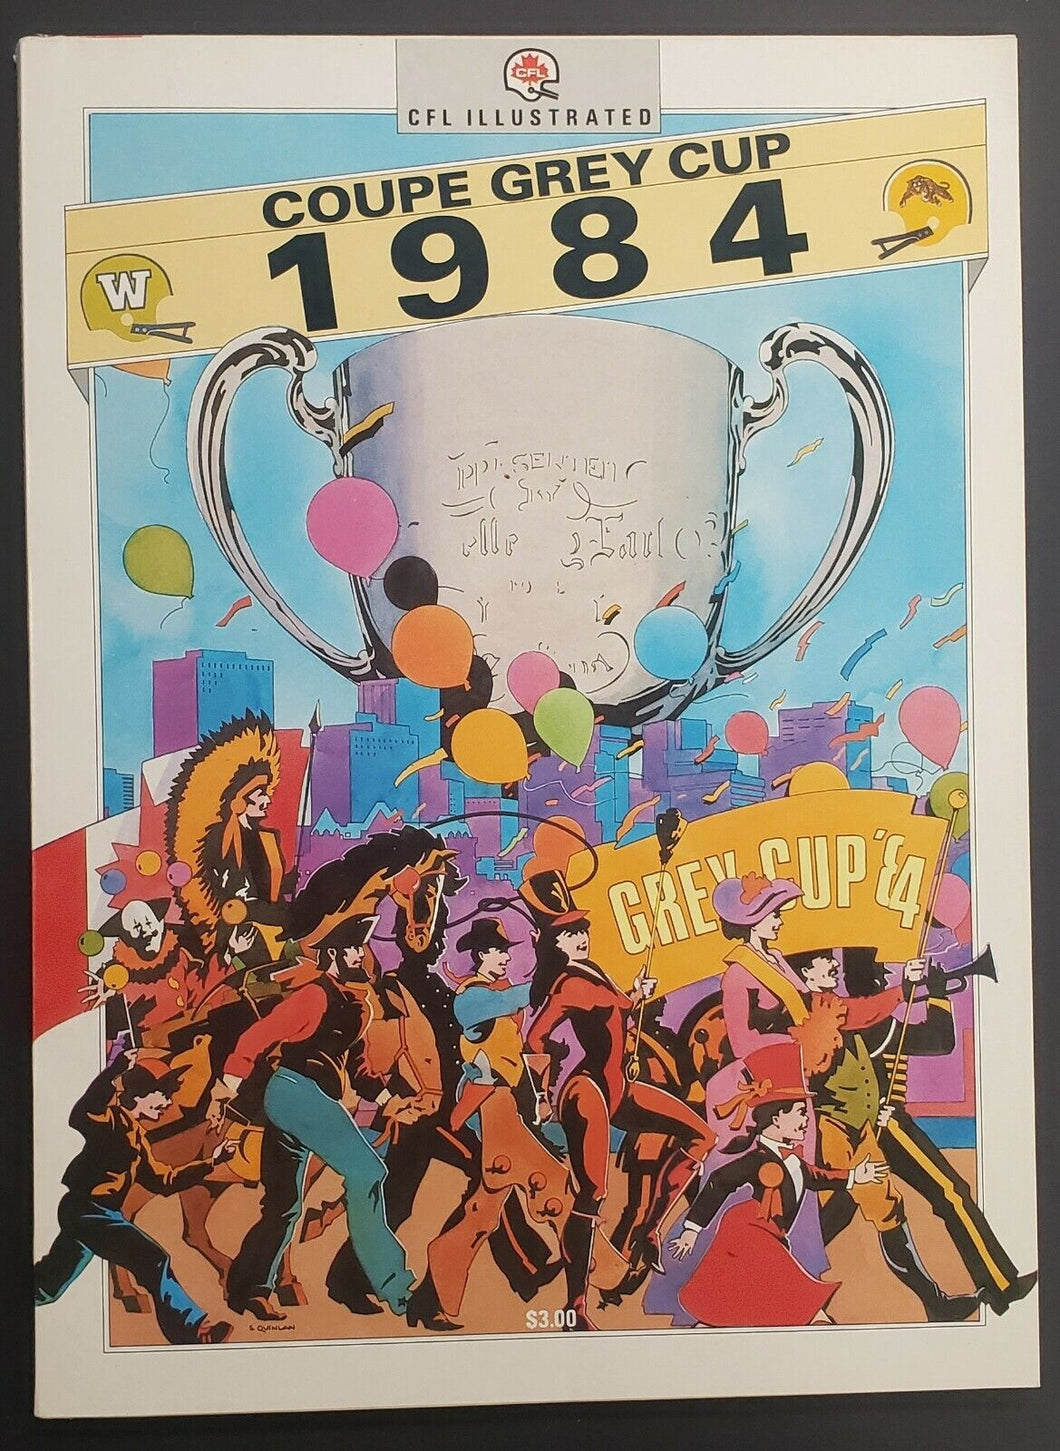 CFL
CFL ILLUSTRATED
COUPE GREY CUP
1984
W
GREY CUP '84
$3.00
S. QUINLAN